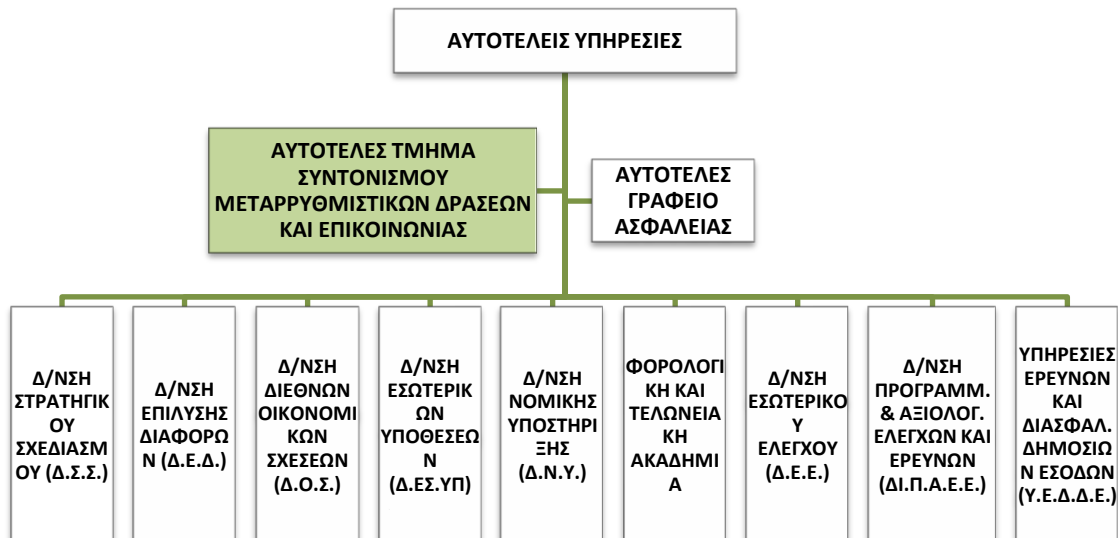 ΑΥΤΟΤΕΛΕΙΣ ΥΠΗΡΕΣΙΕΣ
ΑΥΤΟΤΕΛΕΣ ΤΜΗΜΑ
ΣΥΝΤΟΝΙΣΜΟΥ
ΜΕΤΑΡΡΥΘΜΙΣΤΙΚΩΝ ΔΡΑΣΕΩΝ
ΚΑΙ ΕΠΙΚΟΙΝΩΝΙΑΣ
ΑΥΤΟΤΕΛΕΣ
ΓΡΑΦΕΙΟ
ΑΣΦΑΛΕΙΑΣ
Δ/ΝΣΗ
ΣΤΡΑΤΗΓΙΚ
ΟΥ
ΣΧΕΔΙΑΣΜ
ΟΥ (Δ.Σ.Σ.)
Δ/ΝΣΗ
ΕΠΙΛΥΣΗΣ
ΔΙΑΦΟΡΩ
Ν (Δ.Ε.Δ.)
Δ/ΝΣΗ
ΔΙΕΘΝΩΝ
ΟΙΚΟΝΟΜΙ
ΚΩΝ
ΣΧΕΣΕΩΝ
(Δ.Ο.Σ.)
Δ/ΝΣΗ
ΕΣΩΤΕΡΙΚ
ΩΝ
ΥΠΟΘΕΣΕΩ
Ν
(Δ.ΕΣ.ΥΠ)
Δ/ΝΣΗ
ΝΟΜΙΚΗΣ
ΥΠΟΣΤΗΡΙ
ΞΗΣ
(Δ.Ν.Υ.)
ΦΟΡΟΛΟΓΙ
ΚΗ ΚΑΙ
ΤΕΛΩΝΕΙΑ
ΚΗ
ΑΚΑΔΗΜΙ
Α
Δ/ΝΣΗ
ΕΣΩΤΕΡΙΚΟ
Υ
ΕΛΕΓΧΟΥ
(Δ.Ε.Ε.)
Δ/ΝΣΗ
ΠΡΟΓΡΑΜΜ.
& ΑΞΙΟΛΟΓ.
ΕΛΕΓΧΩΝ ΚΑΙ
ΕΡΕΥΝΩΝ
(ΔΙ.Π.Α.Ε.Ε.)
ΥΠΗΡΕΣΙΕΣ
ΕΡΕΥΝΩΝ
ΚΑΙ
ΔΙΑΣΦΑΛ.
ΔΗΜΟΣΙΩ
Ν ΕΣΟΔΩΝ
(Υ.Ε.Δ.Δ.Ε.)